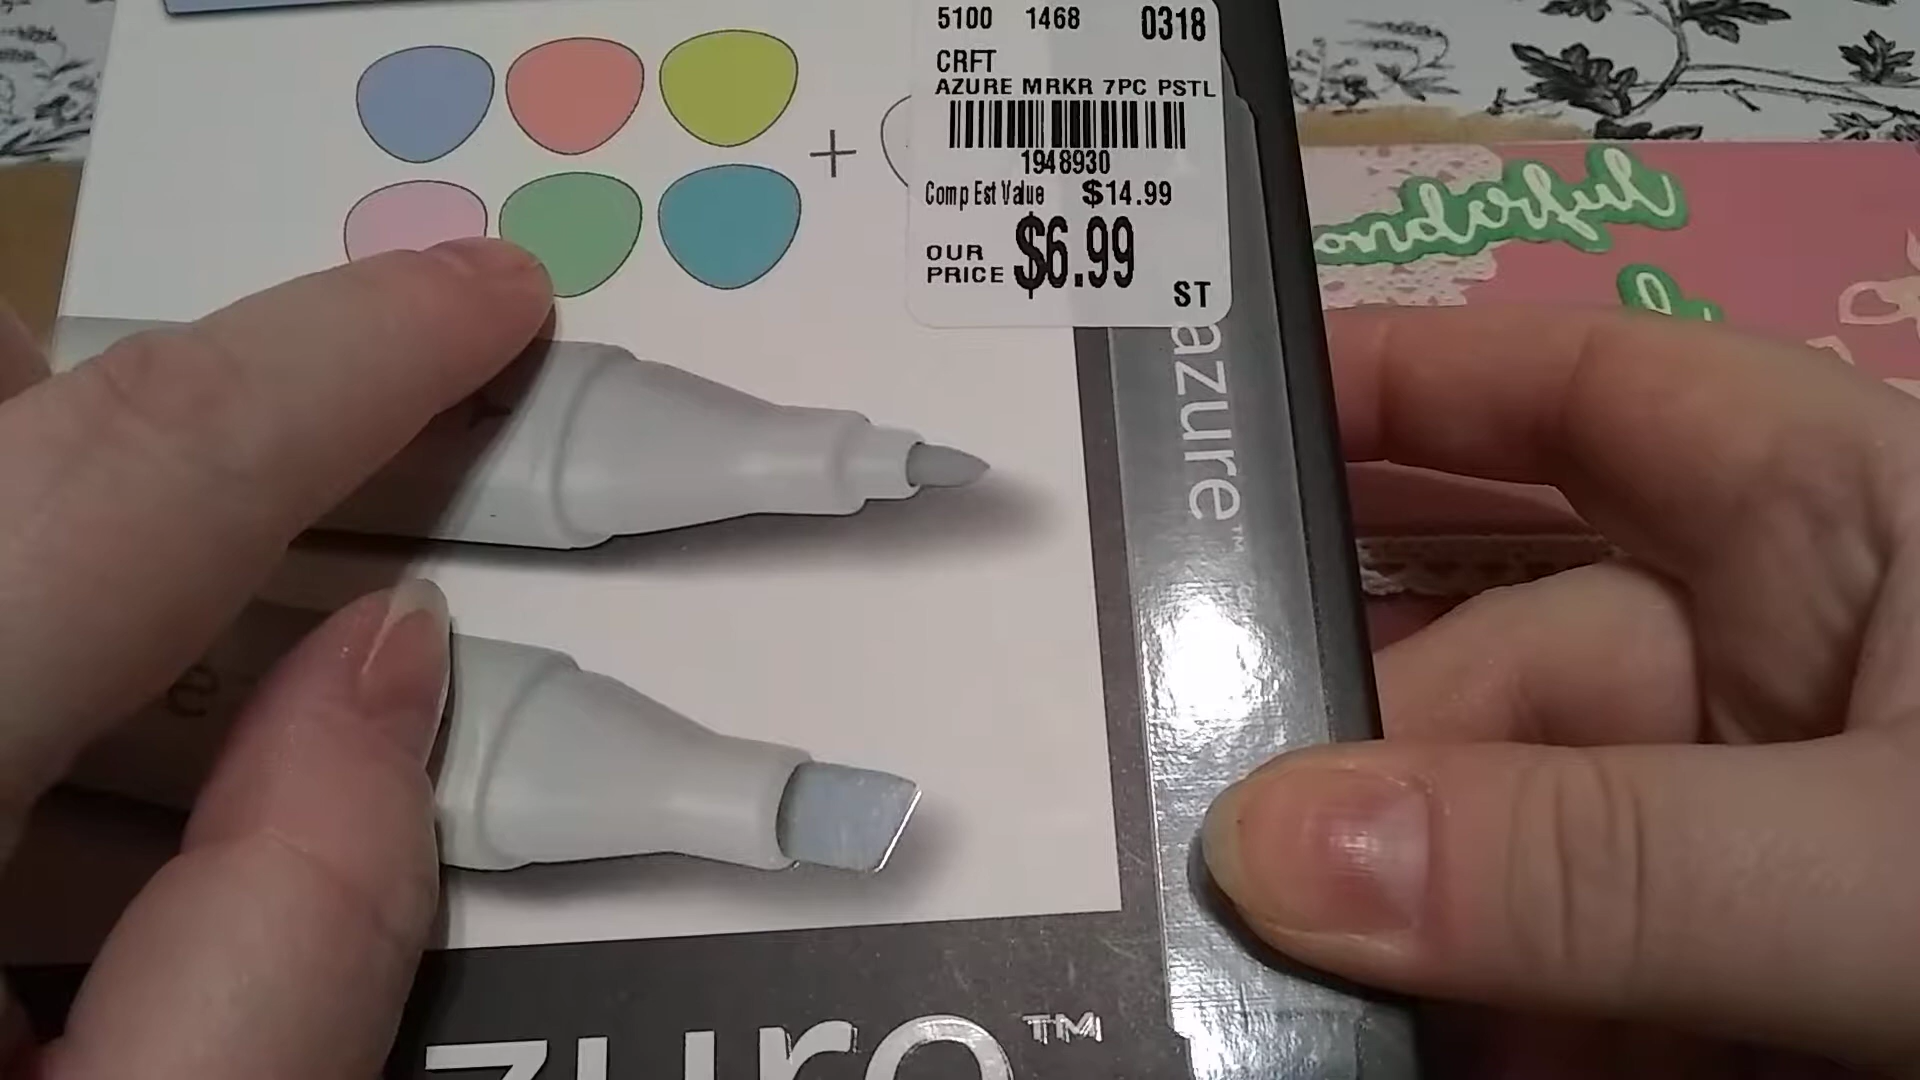 5100 1468 0318
CRFT
AZURE MRKR 7PC PSTL
1948930
Comp Est Value $14.99
OUR PRICE $6.99
ST
azure™
zure™